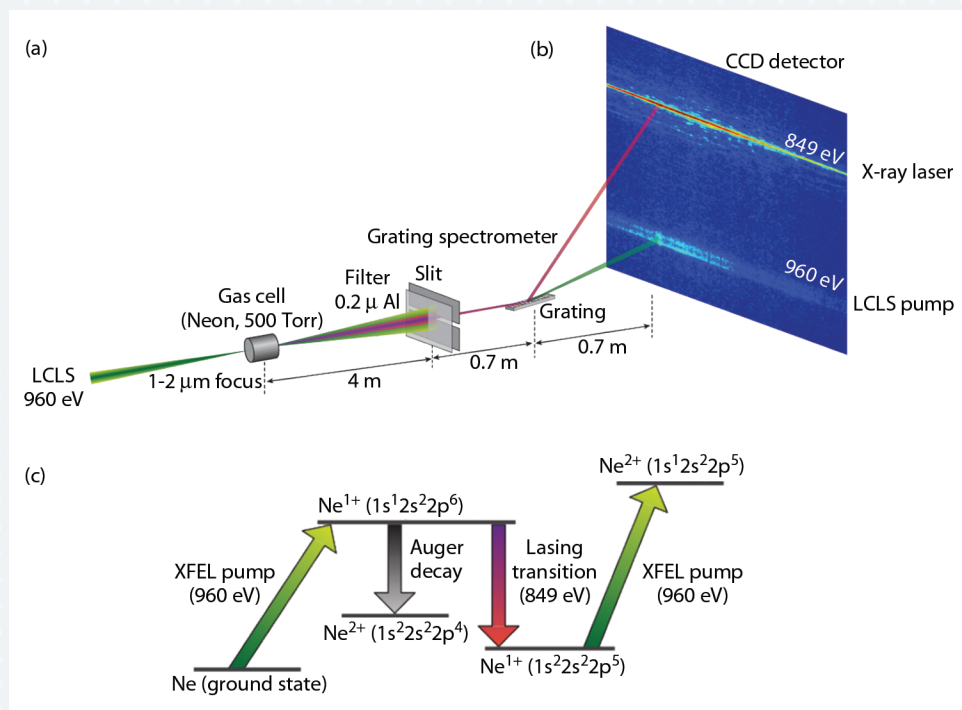 (a)
(b)
CCD detector
849 eV
X-ray laser
Grating spectrometer
960 eV
LCLS pump
Filter
0.2 μ Al
Slit
Gas cell
(Neon, 500 Torr)
Grating
0.7 m
0.7 m
LCLS
960 eV
1-2 μm focus
4 m
(c)
Ne²⁺ (1s¹2s²2p⁵)
Ne¹⁺ (1s¹2s²2p⁶)
XFEL pump
(960 eV)
Auger
decay
Lasing
transition
(849 eV)
XFEL pump
(960 eV)
Ne²⁺ (1s²2s²2p⁴)
Ne¹⁺ (1s²2s²2p⁵)
Ne (ground state)